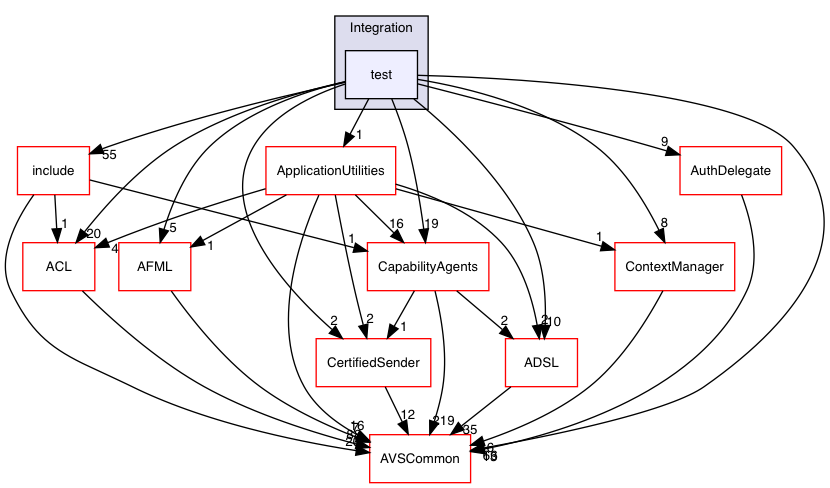 Integration
test
1
55
9
include
ApplicationUtilities
AuthDelegate
1
20
4
5
1
1
16
19
1
8
ACL
AFML
CapabilityAgents
ContextManager
2
2
1
2
10
CertifiedSender
ADSL
16
12
219
35
AVSCommon